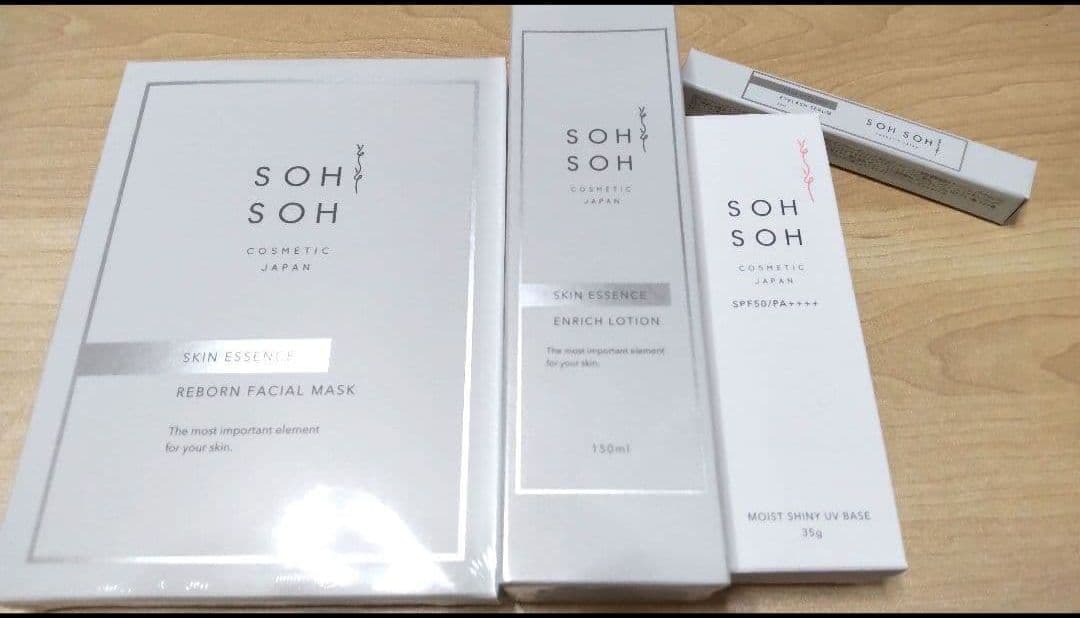 SOH
SOH
COSMETIC
JAPAN
SKIN ESSENCE
REBORN FACIAL MASK
The most important element
for your skin.
SOH
SOH
COSMETIC
JAPAN
SKIN ESSENCE
ENRICH LOTION
The most important element
for your skin.
150ml
SOH
SOH
COSMETIC
JAPAN
SPF50/PA++++
MOIST SHINY UV BASE
35g
EYELASH SERUM
SOH SOH
COSMETIC JAPAN